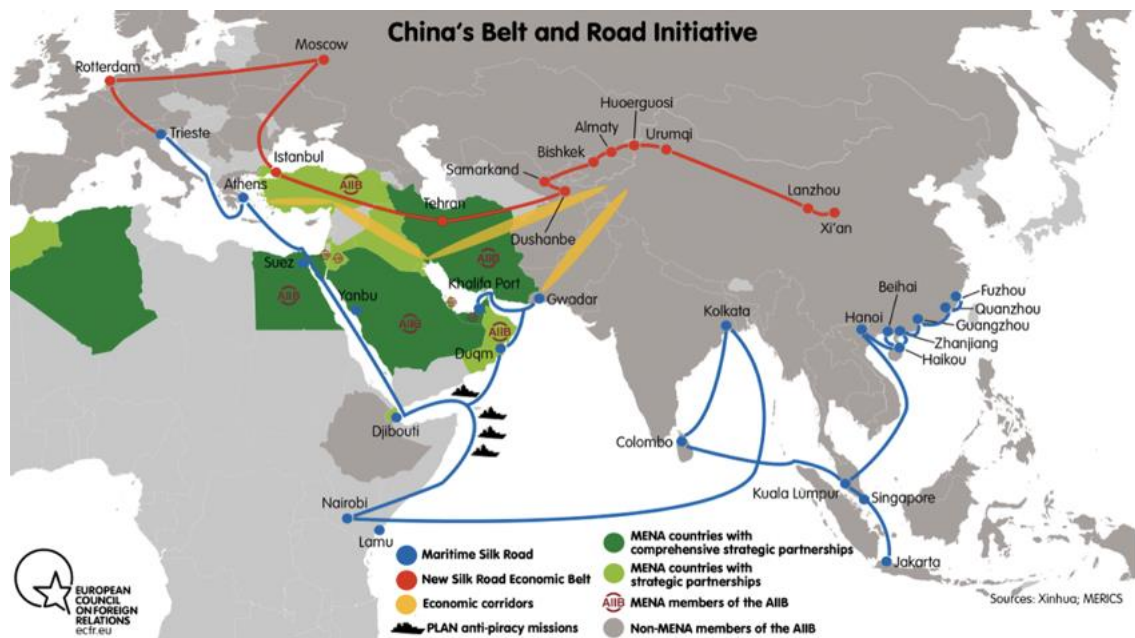 China's Belt and Road Initiative
Moscow
Rotterdam
Trieste
Istanbul
Athens
Huoerguosi
Almaty
Urumqi
Bishkek
Samarkand
Lanzhou
Xi'an
Tehran
Dushanbe
AIIB
AIIB
AIIB
AIIB
AIIB
Suez
Yanbu
Khalifa Port
Gwadar
Duqm
Kolkata
Beihai
Hanoi
Fuzhou
Quanzhou
Guangzhou
Zhanjiang
Haikou
Djibouti
Colombo
Kuala Lumpur
Singapore
Jakarta
Nairobi
Lamu
Maritime Silk Road
New Silk Road Economic Belt
Economic corridors
PLAN anti-piracy missions
MENA countries with
comprehensive strategic partnerships
MENA countries with
strategic partnerships
AIIB MENA members of the AIIB
Non-MENA members of the AIIB
EUROPEAN
COUNCIL
ON FOREIGN
RELATIONS
ecfr.eu
Sources: Xinhua; MERICS